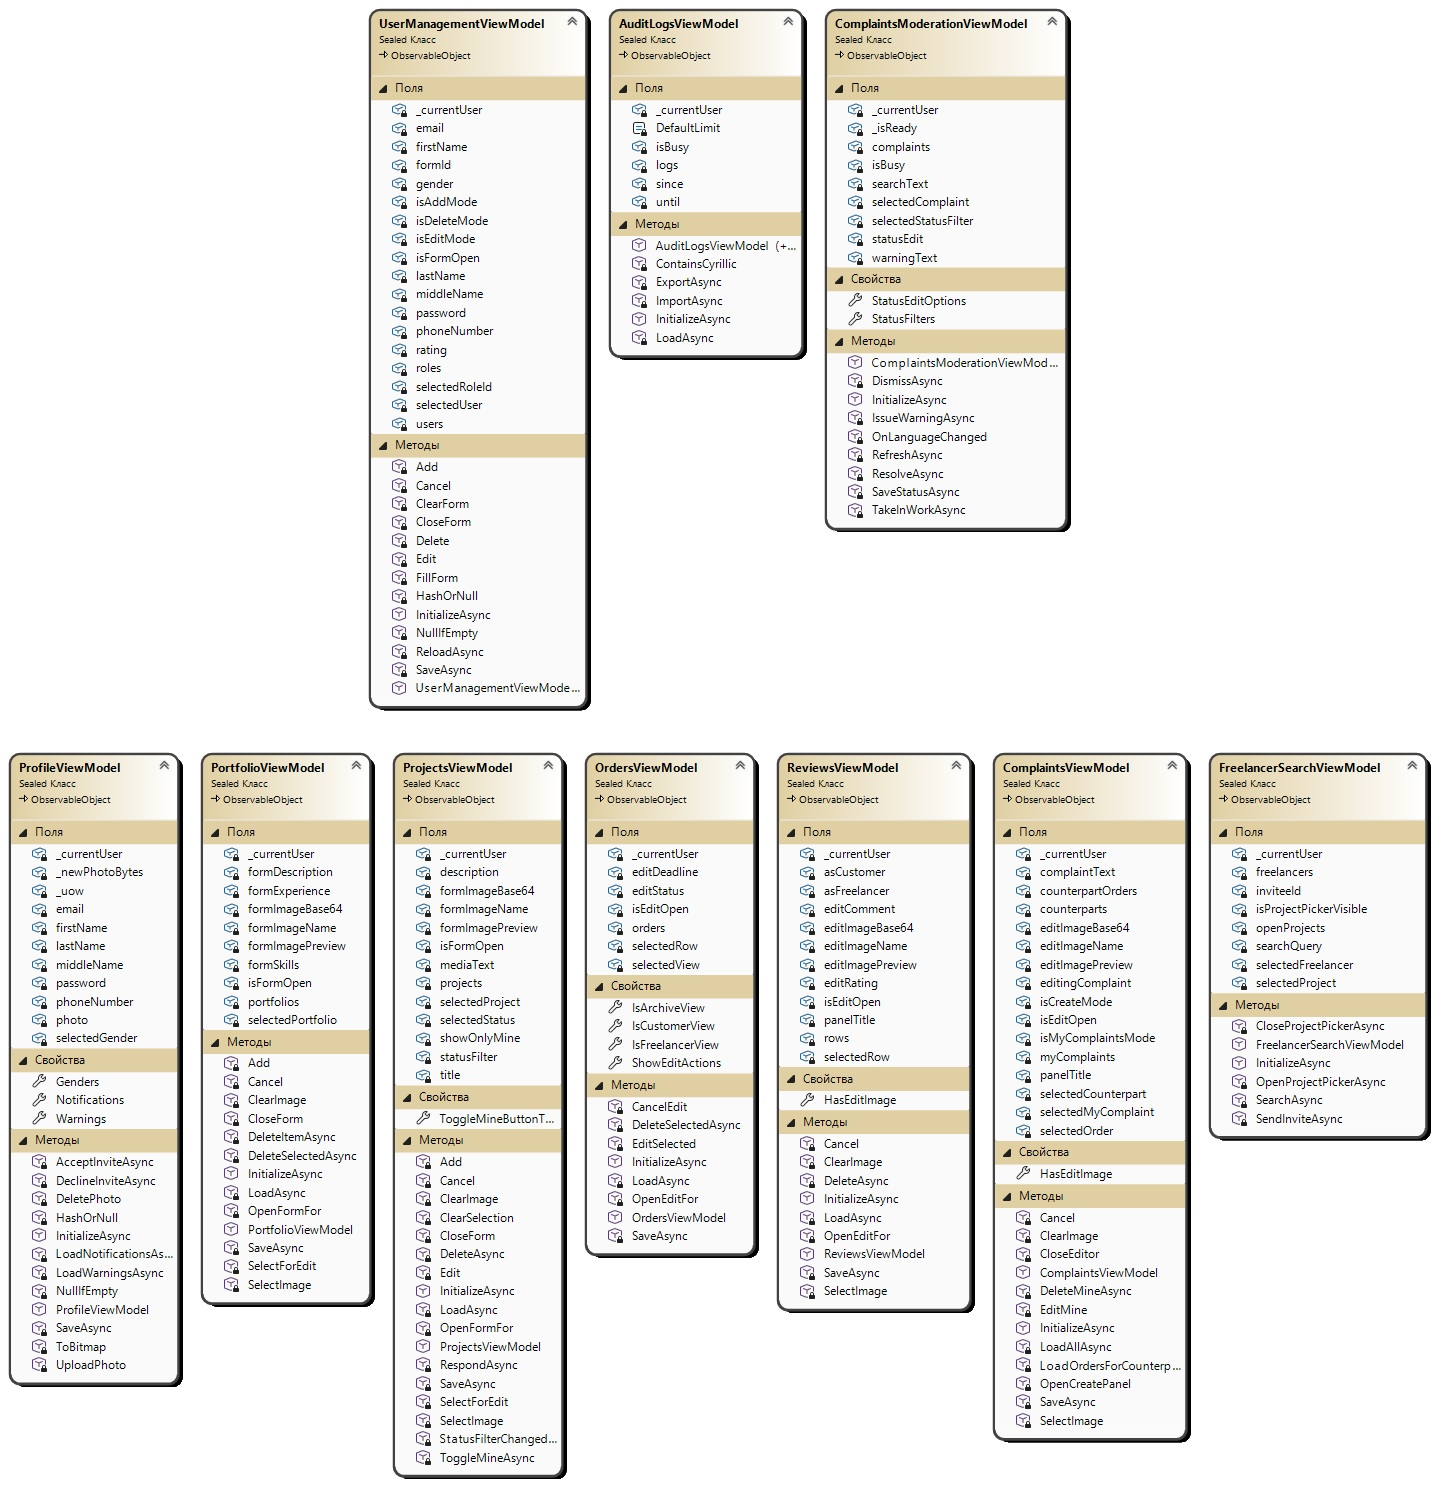 UserManagementViewModel
Sealed Класс
ObservableObject
Поля
_currentUser
email
firstName
formId
gender
isAddMode
isDeleteMode
isEditMode
isFormOpen
lastName
middleName
password
phoneNumber
rating
roles
selectedRoleId
selectedUser
users
Методы
Add
Cancel
ClearForm
CloseForm
Delete
Edit
FillForm
HashOrNull
InitializeAsync
NullIfEmpty
ReloadAsync
SaveAsync
UserManagementViewMode...
AuditLogsViewModel
Sealed Класс
ObservableObject
Поля
_currentUser
DefaultLimit
isBusy
logs
since
until
Методы
AuditLogsViewModel (+...
ContainsCyrillic
ExportAsync
ImportAsync
InitializeAsync
LoadAsync
ComplaintsModerationViewModel
Sealed Класс
ObservableObject
Поля
_currentUser
_isReady
complaints
isBusy
searchText
selectedComplaint
selectedStatusFilter
statusEdit
warningText
Свойства
StatusEditOptions
StatusFilters
Методы
ComplaintsModerationViewMod...
DismissAsync
InitializeAsync
IssueWarningAsync
OnLanguageChanged
RefreshAsync
ResolveAsync
SaveStatusAsync
TakeInWorkAsync
ProfileViewModel
Sealed Класс
ObservableObject
Поля
_currentUser
_newPhotoBytes
_uow
email
firstName
lastName
middleName
password
phoneNumber
photo
selectedGender
Свойства
Genders
Notifications
Warnings
Методы
AcceptInviteAsync
DeclineInviteAsync
DeletePhoto
HashOrNull
InitializeAsync
LoadNotificationsAs...
LoadWarningsAsync
NullIfEmpty
ProfileViewModel
SaveAsync
ToBitmap
UploadPhoto
PortfolioViewModel
Sealed Класс
ObservableObject
Поля
_currentUser
formDescription
formExperience
formImageBase64
formImageName
formImagePreview
formSkills
isFormOpen
portfolios
selectedPortfolio
Методы
Add
Cancel
ClearImage
CloseForm
DeleteItemAsync
DeleteSelectedAsync
InitializeAsync
LoadAsync
OpenFormFor
PortfolioViewModel
SaveAsync
SelectForEdit
SelectImage
ProjectsViewModel
Sealed Класс
ObservableObject
Поля
_currentUser
description
formImageBase64
formImageName
formImagePreview
isFormOpen
mediaText
projects
selectedProject
selectedStatus
showOnlyMine
statusFilter
title
Свойства
ToggleMineButtonT...
Методы
Add
Cancel
ClearImage
ClearSelection
CloseForm
DeleteAsync
Edit
InitializeAsync
LoadAsync
OpenFormFor
ProjectsViewModel
RespondAsync
SaveAsync
SelectForEdit
SelectImage
StatusFilterChanged...
ToggleMineAsync
OrdersViewModel
Sealed Класс
ObservableObject
Поля
_currentUser
editDeadline
editStatus
isEditOpen
orders
selectedRow
selectedView
Свойства
IsArchiveView
IsCustomerView
IsFreelancerView
ShowEditActions
Методы
CancelEdit
DeleteSelectedAsync
EditSelected
InitializeAsync
LoadAsync
OpenEditFor
OrdersViewModel
SaveAsync
ReviewsViewModel
Sealed Класс
ObservableObject
Поля
_currentUser
asCustomer
asFreelancer
editComment
editImageBase64
editImageName
editImagePreview
editRating
isEditOpen
panelTitle
rows
selectedRow
Свойства
HasEditImage
Методы
Cancel
ClearImage
DeleteAsync
InitializeAsync
LoadAsync
OpenEditFor
ReviewsViewModel
SaveAsync
SelectImage
ComplaintsViewModel
Sealed Класс
ObservableObject
Поля
_currentUser
complaintText
counterpartOrders
counterparts
editImageBase64
editImageName
editImagePreview
editingComplaint
isCreateMode
isEditOpen
isMyComplaintsMode
myComplaints
panelTitle
selectedCounterpart
selectedMyComplaint
selectedOrder
Свойства
HasEditImage
Методы
Cancel
ClearImage
CloseEditor
ComplaintsViewModel
DeleteMineAsync
EditMine
InitializeAsync
LoadAllAsync
LoadOrdersForCounterp...
OpenCreatePanel
SaveAsync
SelectImage
FreelancerSearchViewModel
Sealed Класс
ObservableObject
Поля
_currentUser
freelancers
inviteeId
isProjectPickerVisible
openProjects
searchQuery
selectedFreelancer
selectedProject
Методы
CloseProjectPickerAsync
FreelancerSearchViewModel
InitializeAsync
OpenProjectPickerAsync
SearchAsync
SendInviteAsync